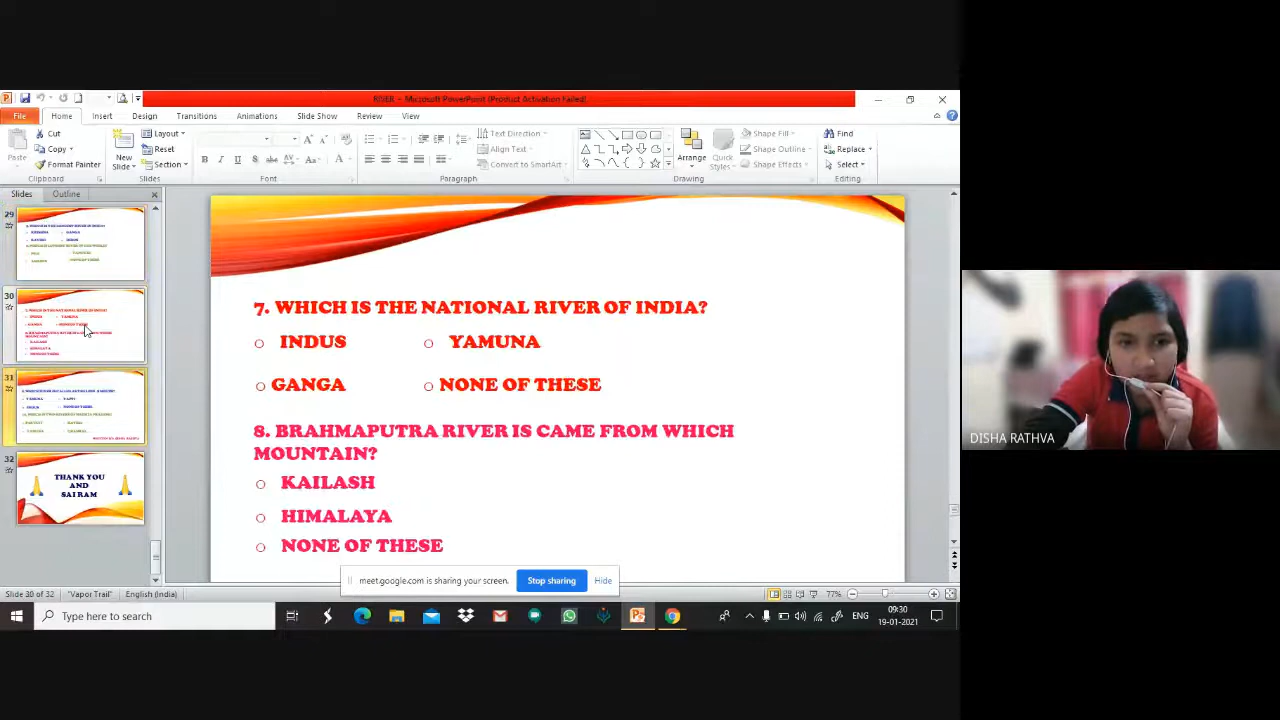 RIVER - Microsoft PowerPoint (Product Activation Failed)
File Home Insert Design Transitions Animations Slide Show Review View
Cut
Copy
Format Painter
Paste
Clipboard
New Slide
Layout
Reset
Section
Slides
Font
Text Direction
Align Text
Convert to SmartArt
Paragraph
Arrange
Quick Styles
Shape Fill
Shape Outline
Shape Effects
Drawing
Find
Replace
Select
Editing
Slides Outline
29
30
31
32
THANK YOU
AND
SAI RAM
7. WHICH IS THE NATIONAL RIVER OF INDIA?
INDUS YAMUNA
GANGA NONE OF THESE
8. BRAHMAPUTRA RIVER IS CAME FROM WHICH
MOUNTAIN?
KAILASH
HIMALAYA
NONE OF THESE
meet.google.com is sharing your screen. Stop sharing Hide
Slide 30 of 32 "Vapor Trail" English (India) 77%
Type here to search
ENG
09:30
19-01-2021
DISHA RATHVA